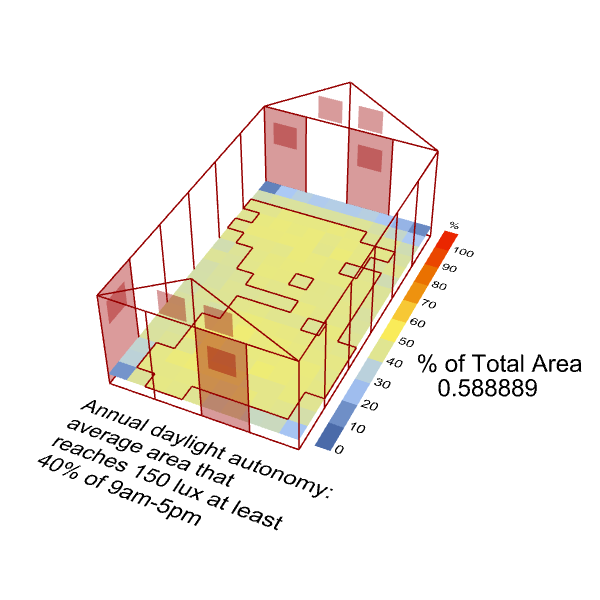 %
100
90
80
70
60
50
40
30
20
10
0
% of Total Area
0.588889
Annual daylight autonomy:
average area that
reaches 150 lux at least
40% of 9am-5pm